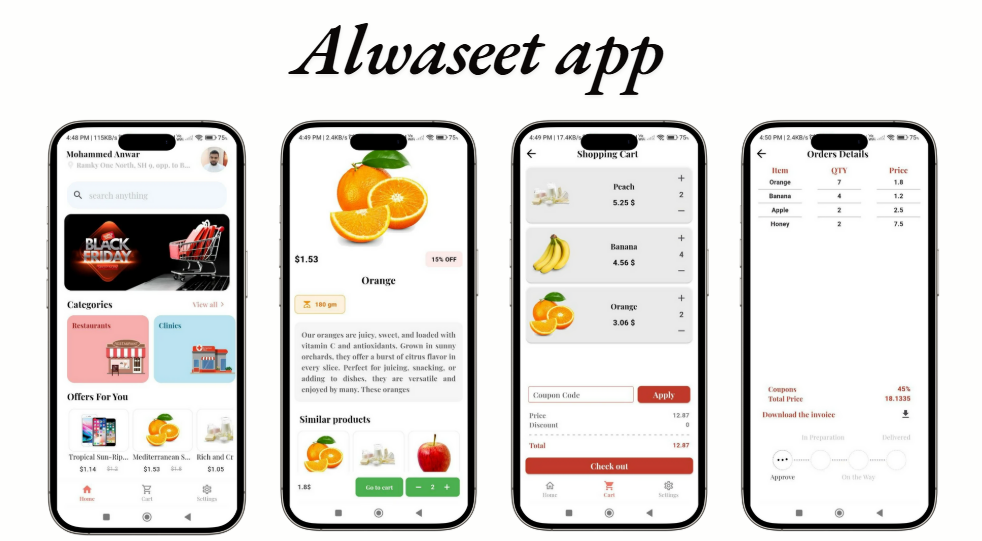 Alwaseet app
4:48 PM | 115KB/s
75
Mohammed Anwar
Ramsky One North, SH 9, opp. to B...
search anything
BLACK
FRIDAY
Categories
View all >
Restaurants
Clinics
Offers For You
Tropical Sun-Rip...
Mediterranean S...
Rich and Cr
$1.14
$1.2
$1.53
$1.8
$1.05
Home
Cart
Settings
4:49 PM | 2.4KB/s
75
$1.53
15% OFF
Orange
180 gm
Our oranges are juicy, sweet, and loaded with
vitamin C and antioxidants. Grown in sunny
orchards, they offer a burst of citrus flavor in
every slice. Perfect for juicing, snacking, or
adding to dishes, they are versatile and
enjoyed by many. These oranges
Similar products
1.8$
Go to cart
− 2 +
4:49 PM | 17.4KB/s
75
Shopping Cart
Peach
5.25 $
+
2
−
Banana
4.56 $
+
4
−
Orange
3.06 $
+
2
−
Coupon Code
Apply
Price
12.87
Discount
0
Total
12.87
Check out
Home
Cart
Settings
4:50 PM | 2.4KB/s
75
Orders Details
Item QTY Price
Orange 7 1.8
Banana 4 1.2
Apple 2 2.5
Honey 2 7.5
Coupons 45%
Total Price 18.1335
Download the invoice
In Preparation
Delivered
Approve
On the Way